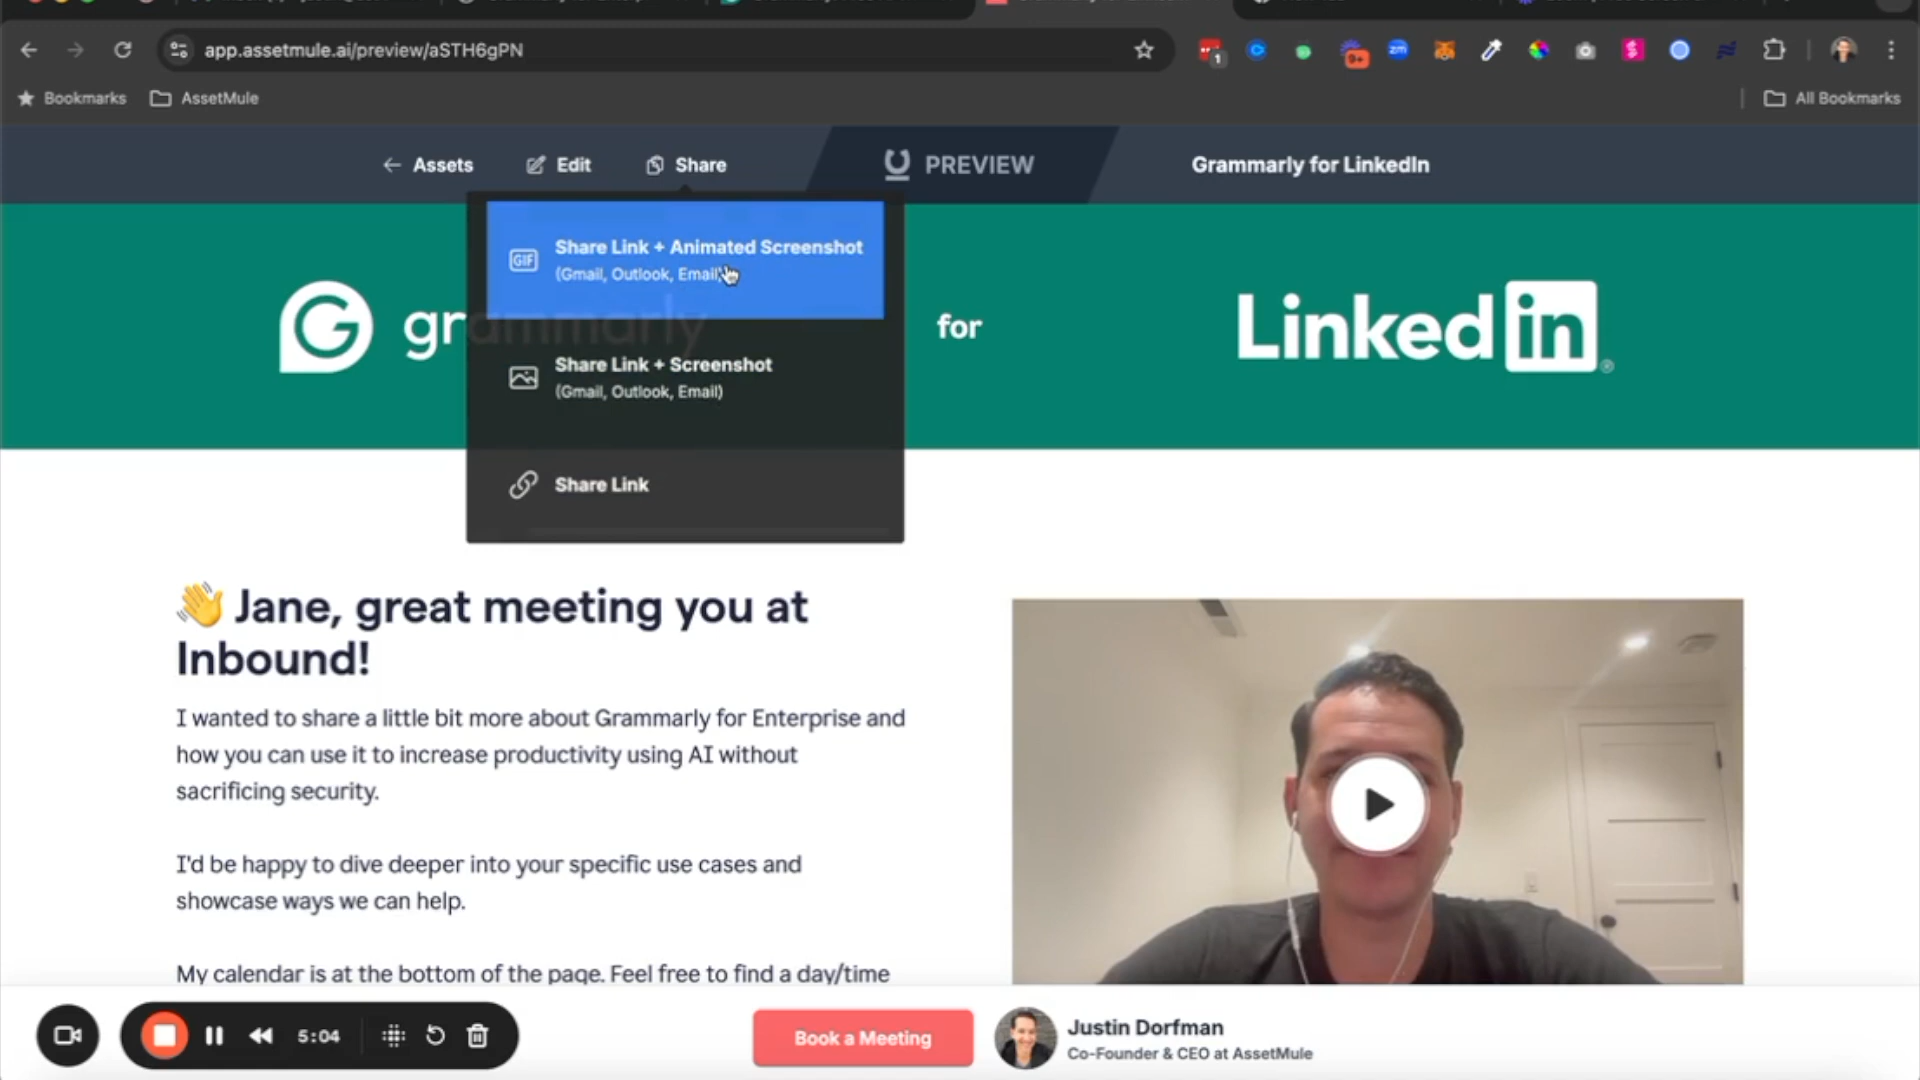 app.assetmule.ai/preview/aSTH6gPN
1
9+
zm
Bookmarks
AssetMule
All Bookmarks
Assets
Edit
Share
PREVIEW
Grammarly for LinkedIn
GIF
Share Link + Animated Screenshot
(Gmail, Outlook, Email)
grammarly
for
Linked in
Share Link + Screenshot
(Gmail, Outlook, Email)
Share Link
👋 Jane, great meeting you at
Inbound!
I wanted to share a little bit more about Grammarly for Enterprise and
how you can use it to increase productivity using AI without
sacrificing security.
I'd be happy to dive deeper into your specific use cases and
showcase ways we can help.
My calendar is at the bottom of the page. Feel free to find a day/time
5:04
Book a Meeting
Justin Dorfman
Co-Founder & CEO at AssetMule